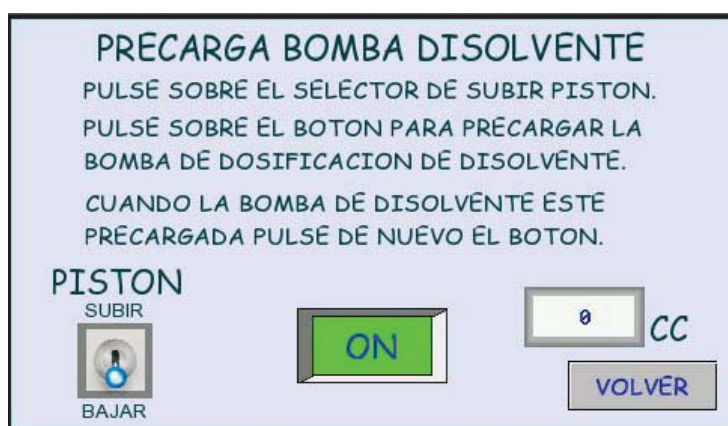 PRECARGA BOMBA DISOLVENTE
PULSE SOBRE EL SELECTOR DE SUBIR PISTON.
PULSE SOBRE EL BOTON PARA PRECARGAR LA
BOMBA DE DOSIFICACION DE DISOLVENTE.
CUANDO LA BOMBA DE DISOLVENTE ESTE
PRECARGADA PULSE DE NUEVO EL BOTON.
PISTON
SUBIR
BAJAR
ON
0 CC
VOLVER